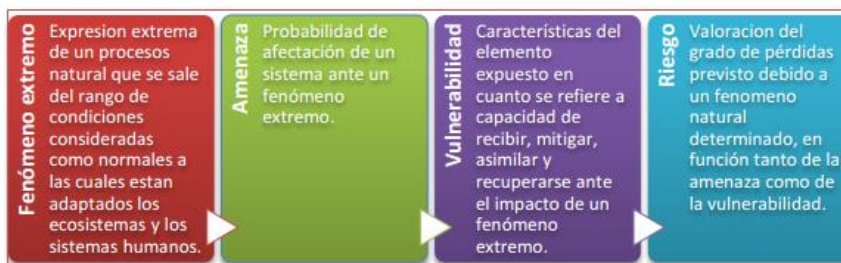 Fenómeno extremo
Expresion extrema
de un procesos
natural que se sale
del rango de
condiciones
consideradas
como normales a
las cuales estan
adaptados los
ecosistemas y los
sistemas humanos.
Amenaza
Probabilidad de
afectación de un
sistema ante un
fenómeno
extremo.
Vulnerabilidad
Características del
elemento
expuesto en
cuanto se refiere a
capacidad de
recibir, mitigar,
asimilar y
recuperarse ante
el impacto de un
fenómeno
extremo.
Riesgo
Valoracion del
grado de pérdidas
previsto debido a
un fenomeno
natural
determinado, en
función tanto de la
amenaza como de
la vulnerabilidad.